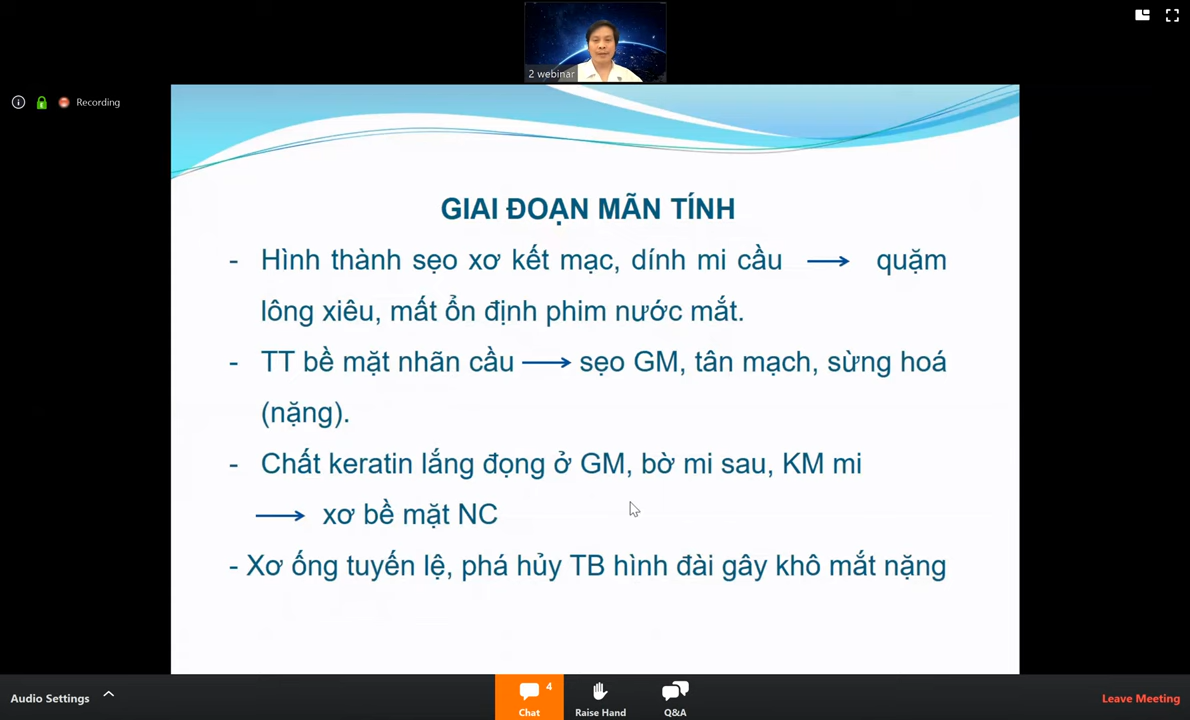 2 webinar
Recording
GIAI ĐOẠN MÃN TÍNH
- Hình thành sẹo xơ kết mạc, dính mi cầu → quặm
lông xiêu, mất ổn định phim nước mắt.
- TT bề mặt nhãn cầu → sẹo GM, tân mạch, sừng hoá
(nặng).
- Chất keratin lắng đọng ở GM, bờ mi sau, KM mi
→ xơ bề mặt NC
- Xơ ống tuyến lệ, phá hủy TB hình đài gây khô mắt nặng
Audio Settings
4
Chat
Raise Hand
Q&A
Leave Meeting